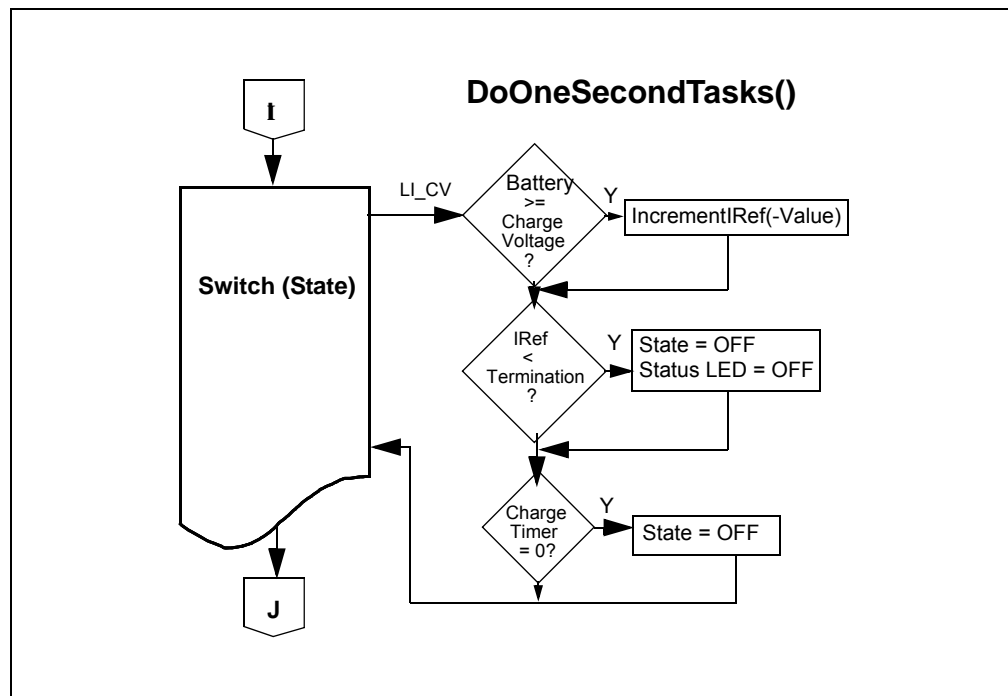 DoOneSecondTasks()
I
LI_CV
Battery
>=
Charge
Voltage
?
Y
IncrementIRef(-Value)
Switch (State)
IRef
<
Termination
?
Y
State = OFF
Status LED = OFF
Charge
Timer
= 0?
Y
State = OFF
J